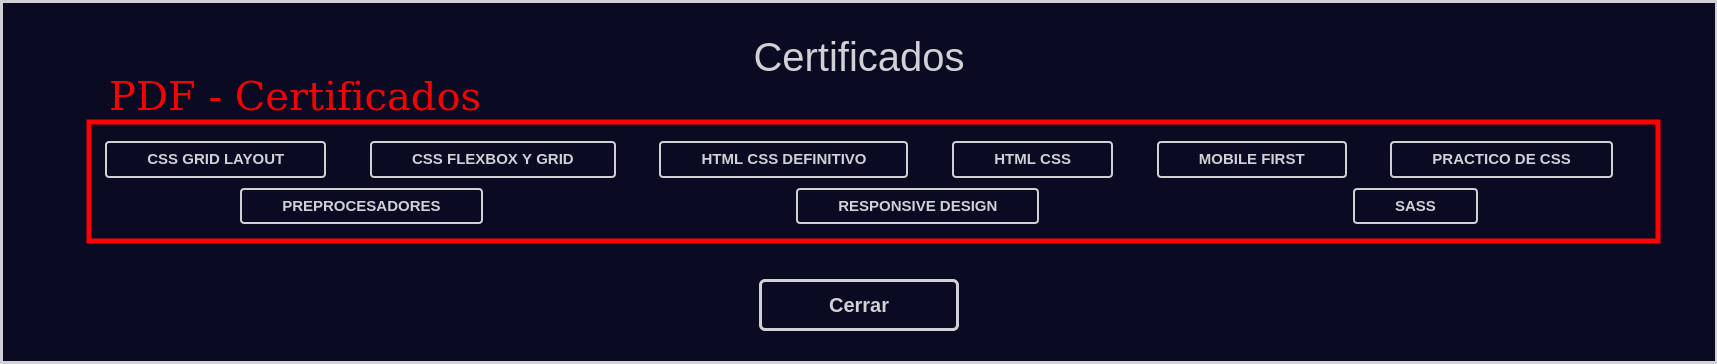 Certificados
PDF - Certificados
CSS GRID LAYOUT CSS FLEXBOX Y GRID HTML CSS DEFINITIVO HTML CSS MOBILE FIRST PRACTICO DE CSS
PREPROCESADORES RESPONSIVE DESIGN SASS
Cerrar